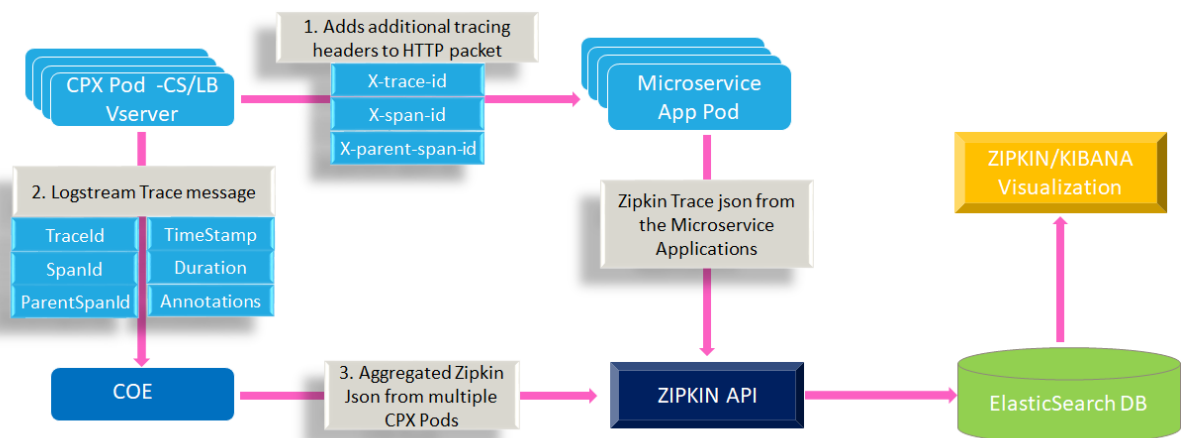 1. Adds additional tracing
headers to HTTP packet
X-trace-id
X-span-id
X-parent-span-id
CPX Pod -CS/LB
Vserver
Microservice
App Pod
2. Logstream Trace message
TraceId
TimeStamp
SpanId
Duration
ParentSpanId
Annotations
Zipkin Trace json from
the Microservice
Applications
ZIPKIN/KIBANA
Visualization
COE
3. Aggregated Zipkin
Json from multiple
CPX Pods
ZIPKIN API
ElasticSearch DB